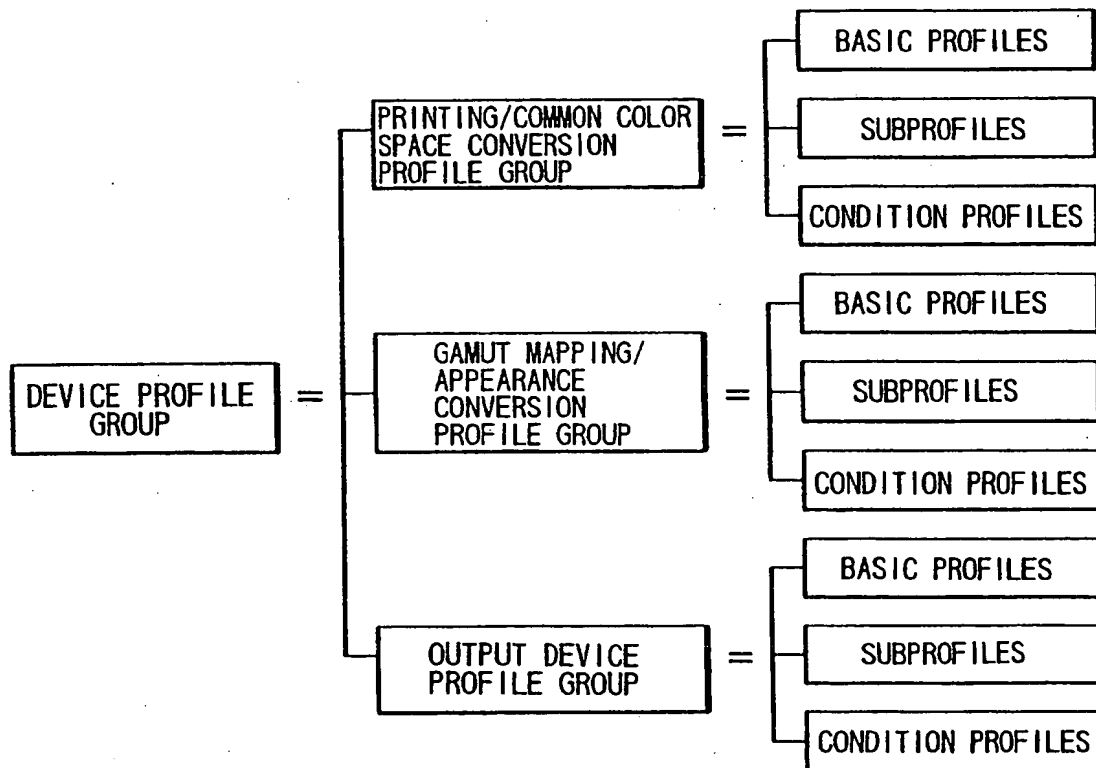 DEVICE PROFILE
GROUP
=
PRINTING/COMMON COLOR
SPACE CONVERSION
PROFILE GROUP
=
BASIC PROFILES
SUBPROFILES
CONDITION PROFILES
GAMUT MAPPING/
APPEARANCE
CONVERSION
PROFILE GROUP
=
BASIC PROFILES
SUBPROFILES
CONDITION PROFILES
OUTPUT DEVICE
PROFILE GROUP
=
BASIC PROFILES
SUBPROFILES
CONDITION PROFILES